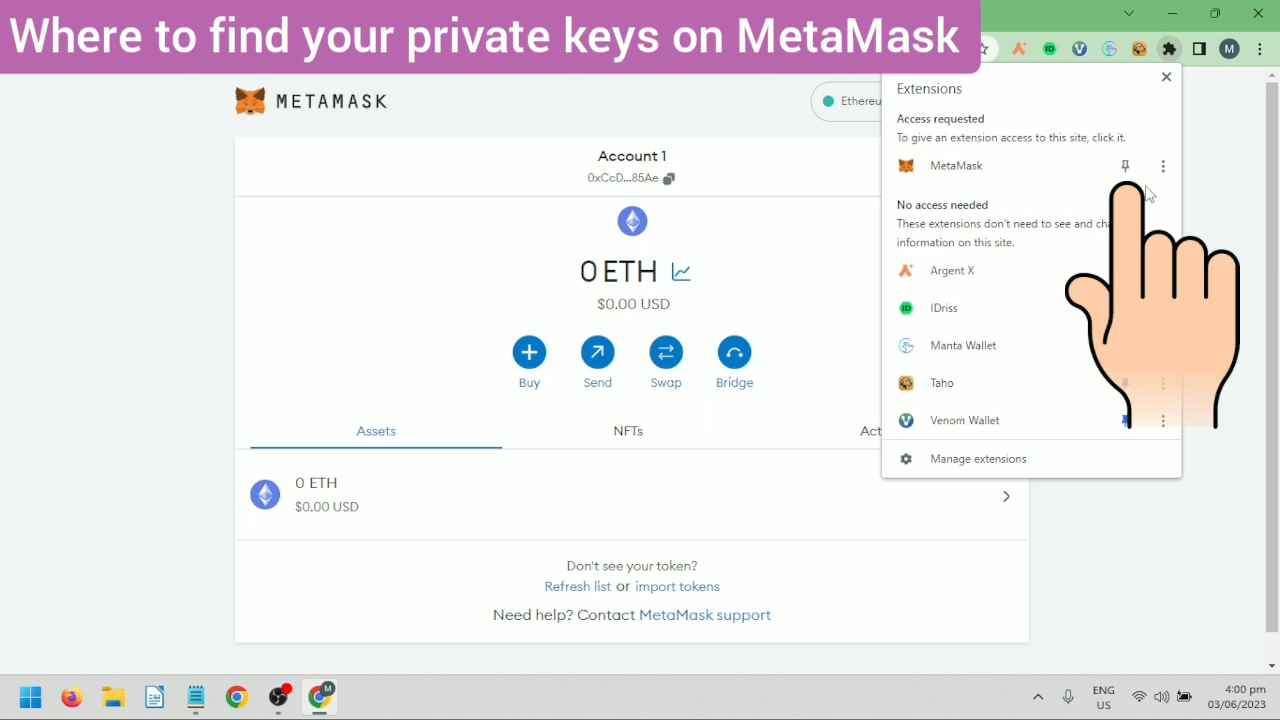 Where to find your private keys on MetaMask
M
METAMASK
Ethereu
Account 1
0xCcD...85Ae
0 ETH
$0.00 USD
Buy
Send
Swap
Bridge
Assets
NFTs
Act
0 ETH
$0.00 USD
Don't see your token?
Refresh list or import tokens
Need help? Contact MetaMask support
Extensions
Access requested
To give an extension access to this site, click it.
MetaMask
No access needed
These extensions don't need to see and cha
information on this site.
Argent X
ID
IDriss
Manta Wallet
Taho
Venom Wallet
Manage extensions
M
ENG
US
4:00 pm
03/06/2023